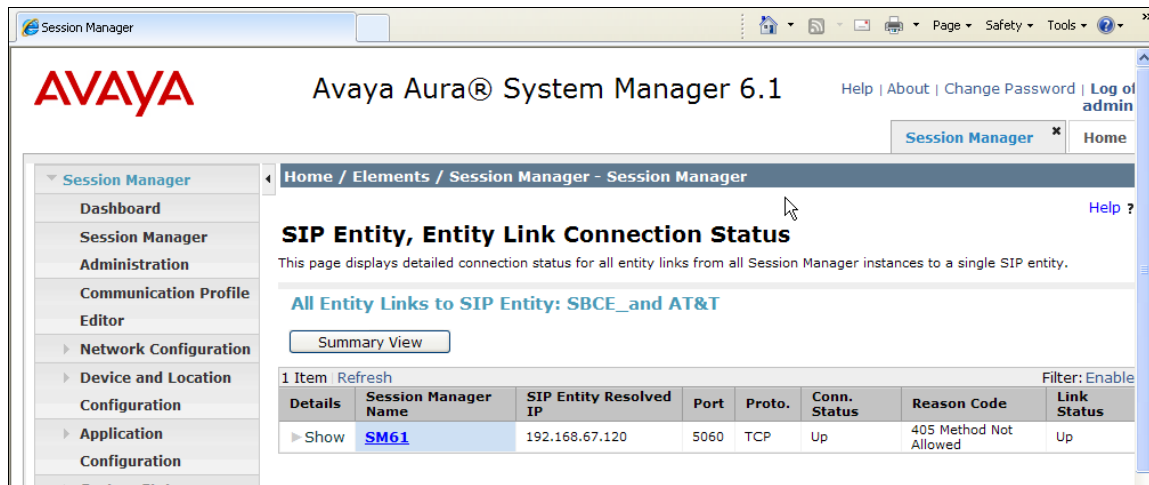 Session Manager
Page Safety Tools
AVAYA
Avaya Aura® System Manager 6.1
Help | About | Change Password | Log of
admin
Session Manager
Home
Session Manager
Dashboard
Session Manager
Administration
Communication Profile
Editor
Network Configuration
Device and Location
Configuration
Application
Configuration
Home / Elements / Session Manager - Session Manager
Help ?
SIP Entity, Entity Link Connection Status
This page displays detailed connection status for all entity links from all Session Manager instances to a single SIP entity.
All Entity Links to SIP Entity: SBCE_and AT&T
Summary View
1 Item | Refresh
Filter: Enable
Details Session Manager Name SIP Entity Resolved IP Port Proto. Conn. Status Reason Code Link Status
Show SM61 192.168.67.120 5060 TCP Up 405 Method Not Allowed Up